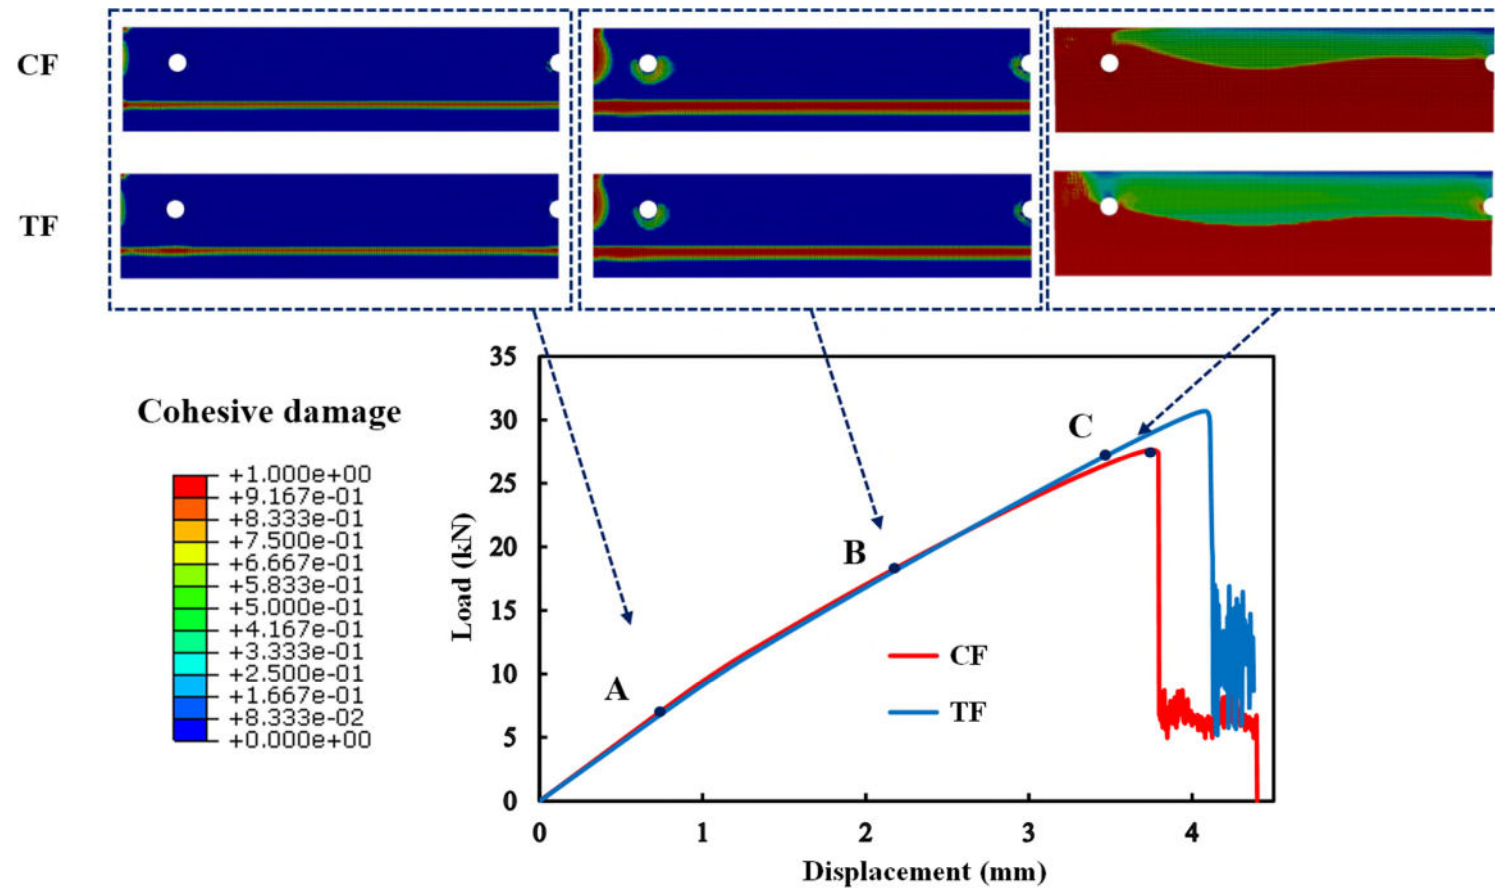 CF
TF
Cohesive damage
+1.000e+00
+9.167e-01
+8.333e-01
+7.500e-01
+6.667e-01
+5.833e-01
+5.000e-01
+4.167e-01
+3.333e-01
+2.500e-01
+1.667e-01
+8.333e-02
+0.000e+00
35
30
25
20
15
10
5
0
Load (kN)
A
B
C
CF
TF
0 1 2 3 4
Displacement (mm)